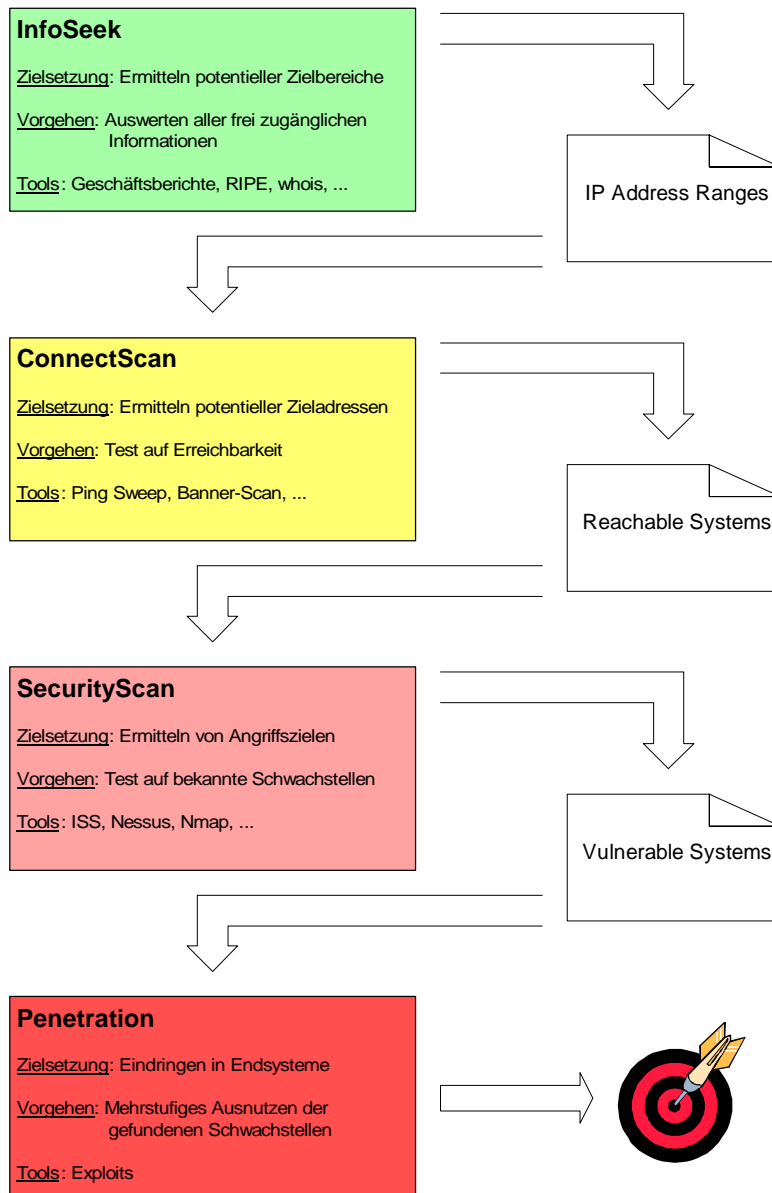 InfoSeek
Zielsetzung: Ermitteln potentieller Zielbereiche
Vorgehen: Auswerten aller frei zugänglichen
Informationen
Tools: Geschäftsberichte, RIPE, whois, ...
IP Address Ranges
ConnectScan
Zielsetzung: Ermitteln potentieller Zieladressen
Vorgehen: Test auf Erreichbarkeit
Tools: Ping Sweep, Banner-Scan, ...
Reachable Systems
SecurityScan
Zielsetzung: Ermitteln von Angriffszielen
Vorgehen: Test auf bekannte Schwachstellen
Tools: ISS, Nessus, Nmap, ...
Vulnerable Systems
Penetration
Zielsetzung: Eindringen in Endsysteme
Vorgehen: Mehrstufiges Ausnutzen der
gefundenen Schwachstellen
Tools: Exploits